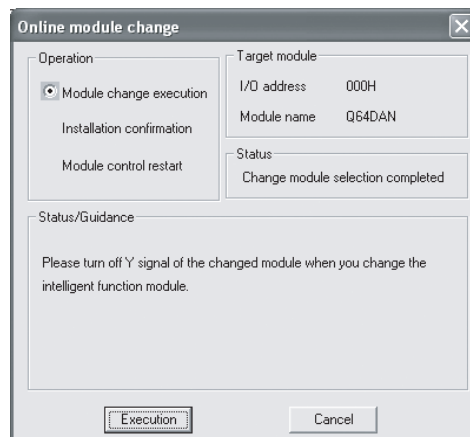 Online module change
Operation
Module change execution
Installation confirmation
Module control restart
Target module
I/O address 000H
Module name Q64DAN
Status
Change module selection completed
Status/Guidance
Please turn off Y signal of the changed module when you change the
intelligent function module.
Execution Cancel